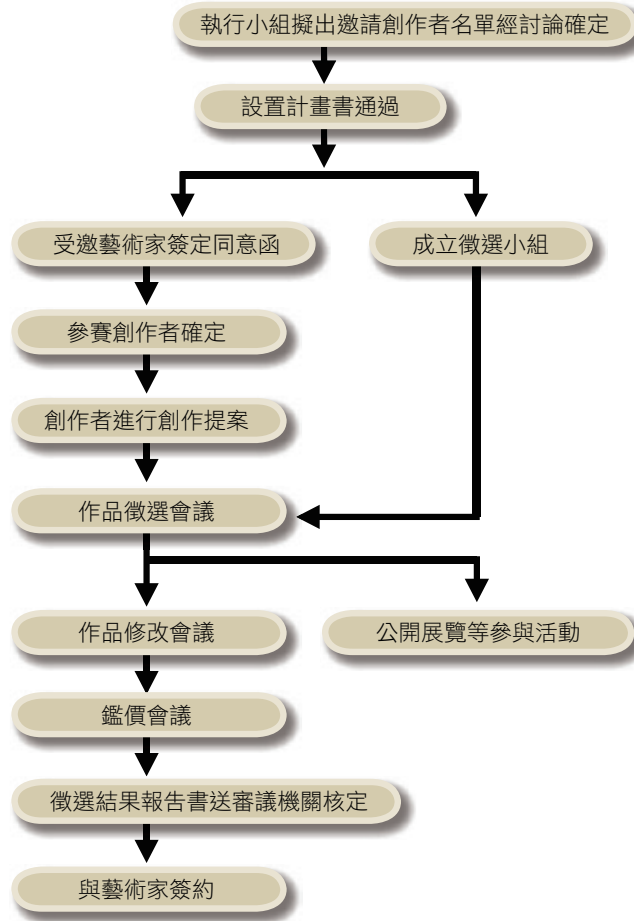 執行小組擬出邀請創作者名單經討論確定
設置計畫書通過
受邀藝術家簽定同意函
成立徵選小組
參賽創作者確定
創作者進行創作提案
作品徵選會議
作品修改會議
公開展覽等參與活動
鑑價會議
徵選結果報告書送審議機關核定
與藝術家簽約